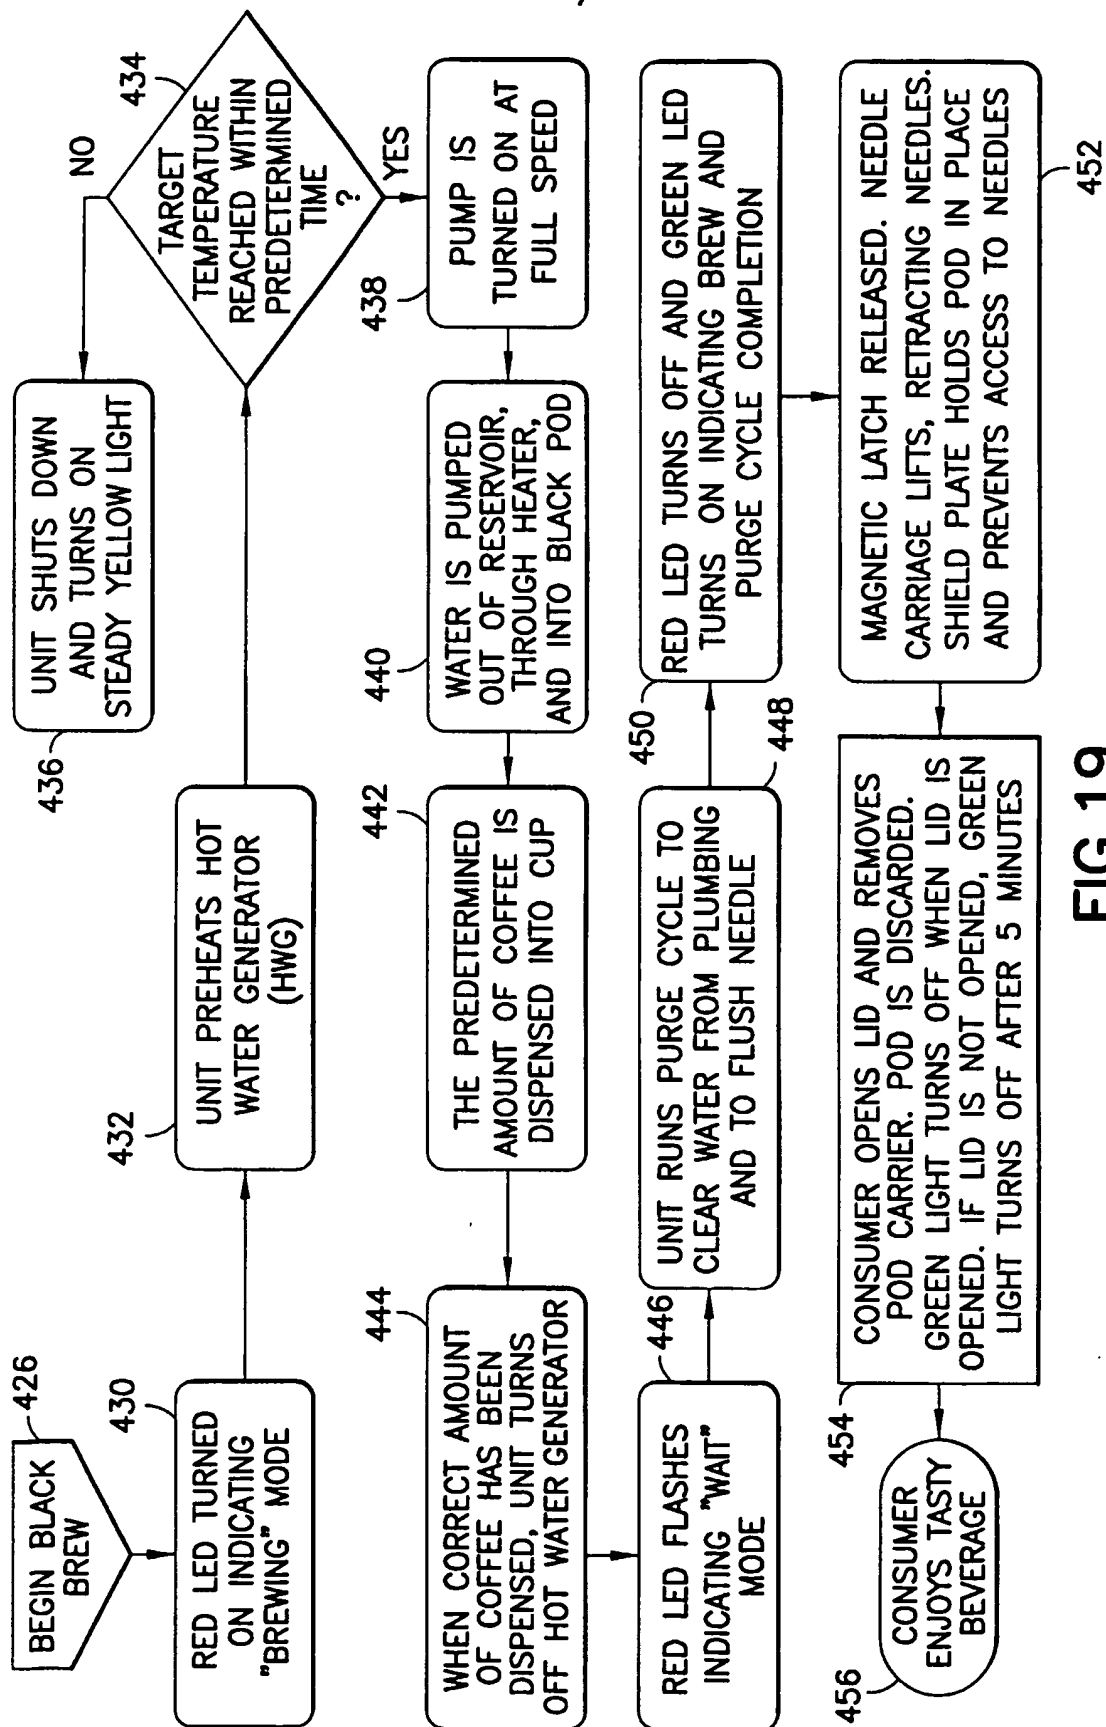 BEGIN BLACK
BREW
426
430
RED LED TURNED
ON INDICATING
"BREWING" MODE
432
UNIT PREHEATS HOT
WATER GENERATOR
(HWG)
434
TARGET
TEMPERATURE
REACHED WITHIN
PREDETERMINED
TIME
?
NO
YES
436
UNIT SHUTS DOWN
AND TURNS ON
STEADY YELLOW LIGHT
438
PUMP IS
TURNED ON AT
FULL SPEED
440
WATER IS PUMPED
OUT OF RESERVOIR,
THROUGH HEATER,
AND INTO BLACK POD
442
THE PREDETERMINED
AMOUNT OF COFFEE IS
DISPENSED INTO CUP
444
WHEN CORRECT AMOUNT
OF COFFEE HAS BEEN
DISPENSED, UNIT TURNS
OFF HOT WATER GENERATOR
446
RED LED FLASHES
INDICATING "WAIT"
MODE
448
UNIT RUNS PURGE CYCLE TO
CLEAR WATER FROM PLUMBING
AND TO FLUSH NEEDLE
450
RED LED TURNS OFF AND GREEN LED
TURNS ON INDICATING BREW AND
PURGE CYCLE COMPLETION
452
MAGNETIC LATCH RELEASED. NEEDLE
CARRIAGE LIFTS, RETRACTING NEEDLES.
SHIELD PLATE HOLDS POD IN PLACE
AND PREVENTS ACCESS TO NEEDLES
454
CONSUMER OPENS LID AND REMOVES
POD CARRIER. POD IS DISCARDED.
GREEN LIGHT TURNS OFF WHEN LID IS
OPENED. IF LID IS NOT OPENED, GREEN
LIGHT TURNS OFF AFTER 5 MINUTES
456
CONSUMER
ENJOYS TASTY
BEVERAGE
FIG.19